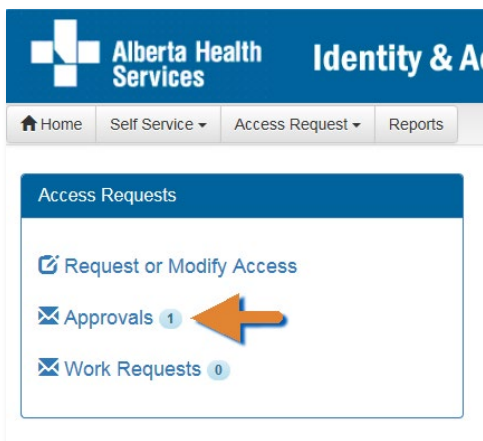 Alberta Health
Services
Identity &
Home Self Service Access Request Reports
Access Requests
Request or Modify Access
Approvals 1
Work Requests 0